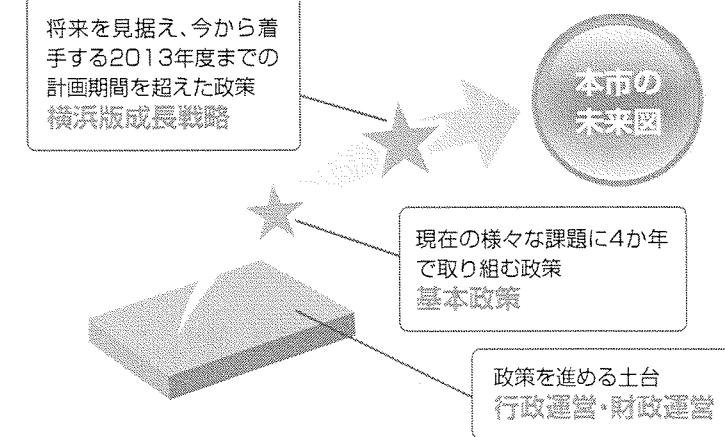 将来を見据え、今から着
手する2013年度までの
計画期間を超えた政策
横浜版成長戦略
本市の
未来図
現在の様々な課題に4か年
で取り組む政策
基本政策
政策を進める土台
行政運営・財政運営